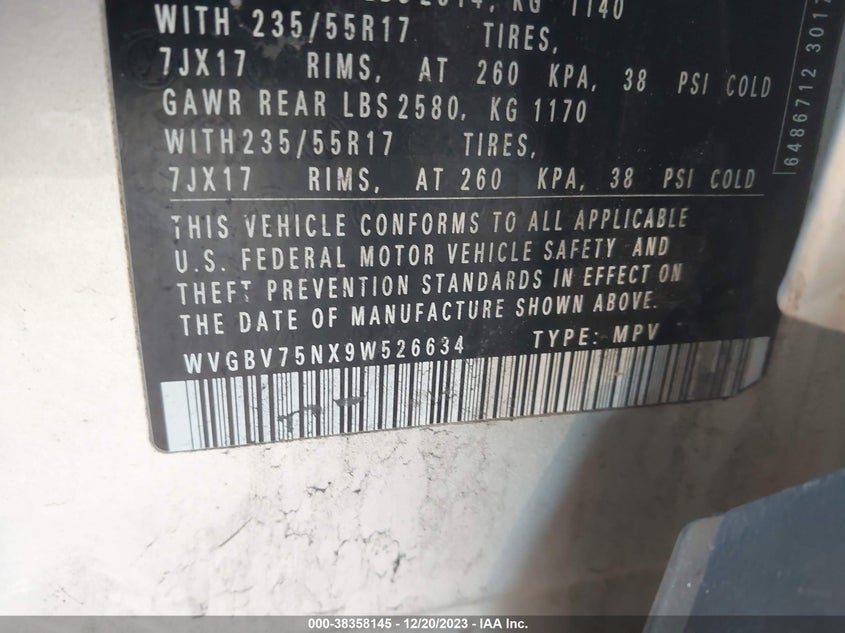 KG 1140
WITH 235/55R17 TIRES,
7JX17 RIMS, AT 260 KPA, 38 PSI COLD
GAWR REAR LBS 2580, KG 1170
WITH235/55R17 TIRES,
7JX17 RIMS, AT 260 KPA, 38 PSI COLD
THIS VEHICLE CONFORMS TO ALL APPLICABLE
U.S. FEDERAL MOTOR VEHICLE SAFETY AND
THEFT PREVENTION STANDARDS IN EFFECT ON
THE DATE OF MANUFACTURE SHOWN ABOVE.
WVGBV75NX9W526634 TYPE: MPV
6486712 3017
000-38358145 - 12/20/2023 - © IAA Inc.